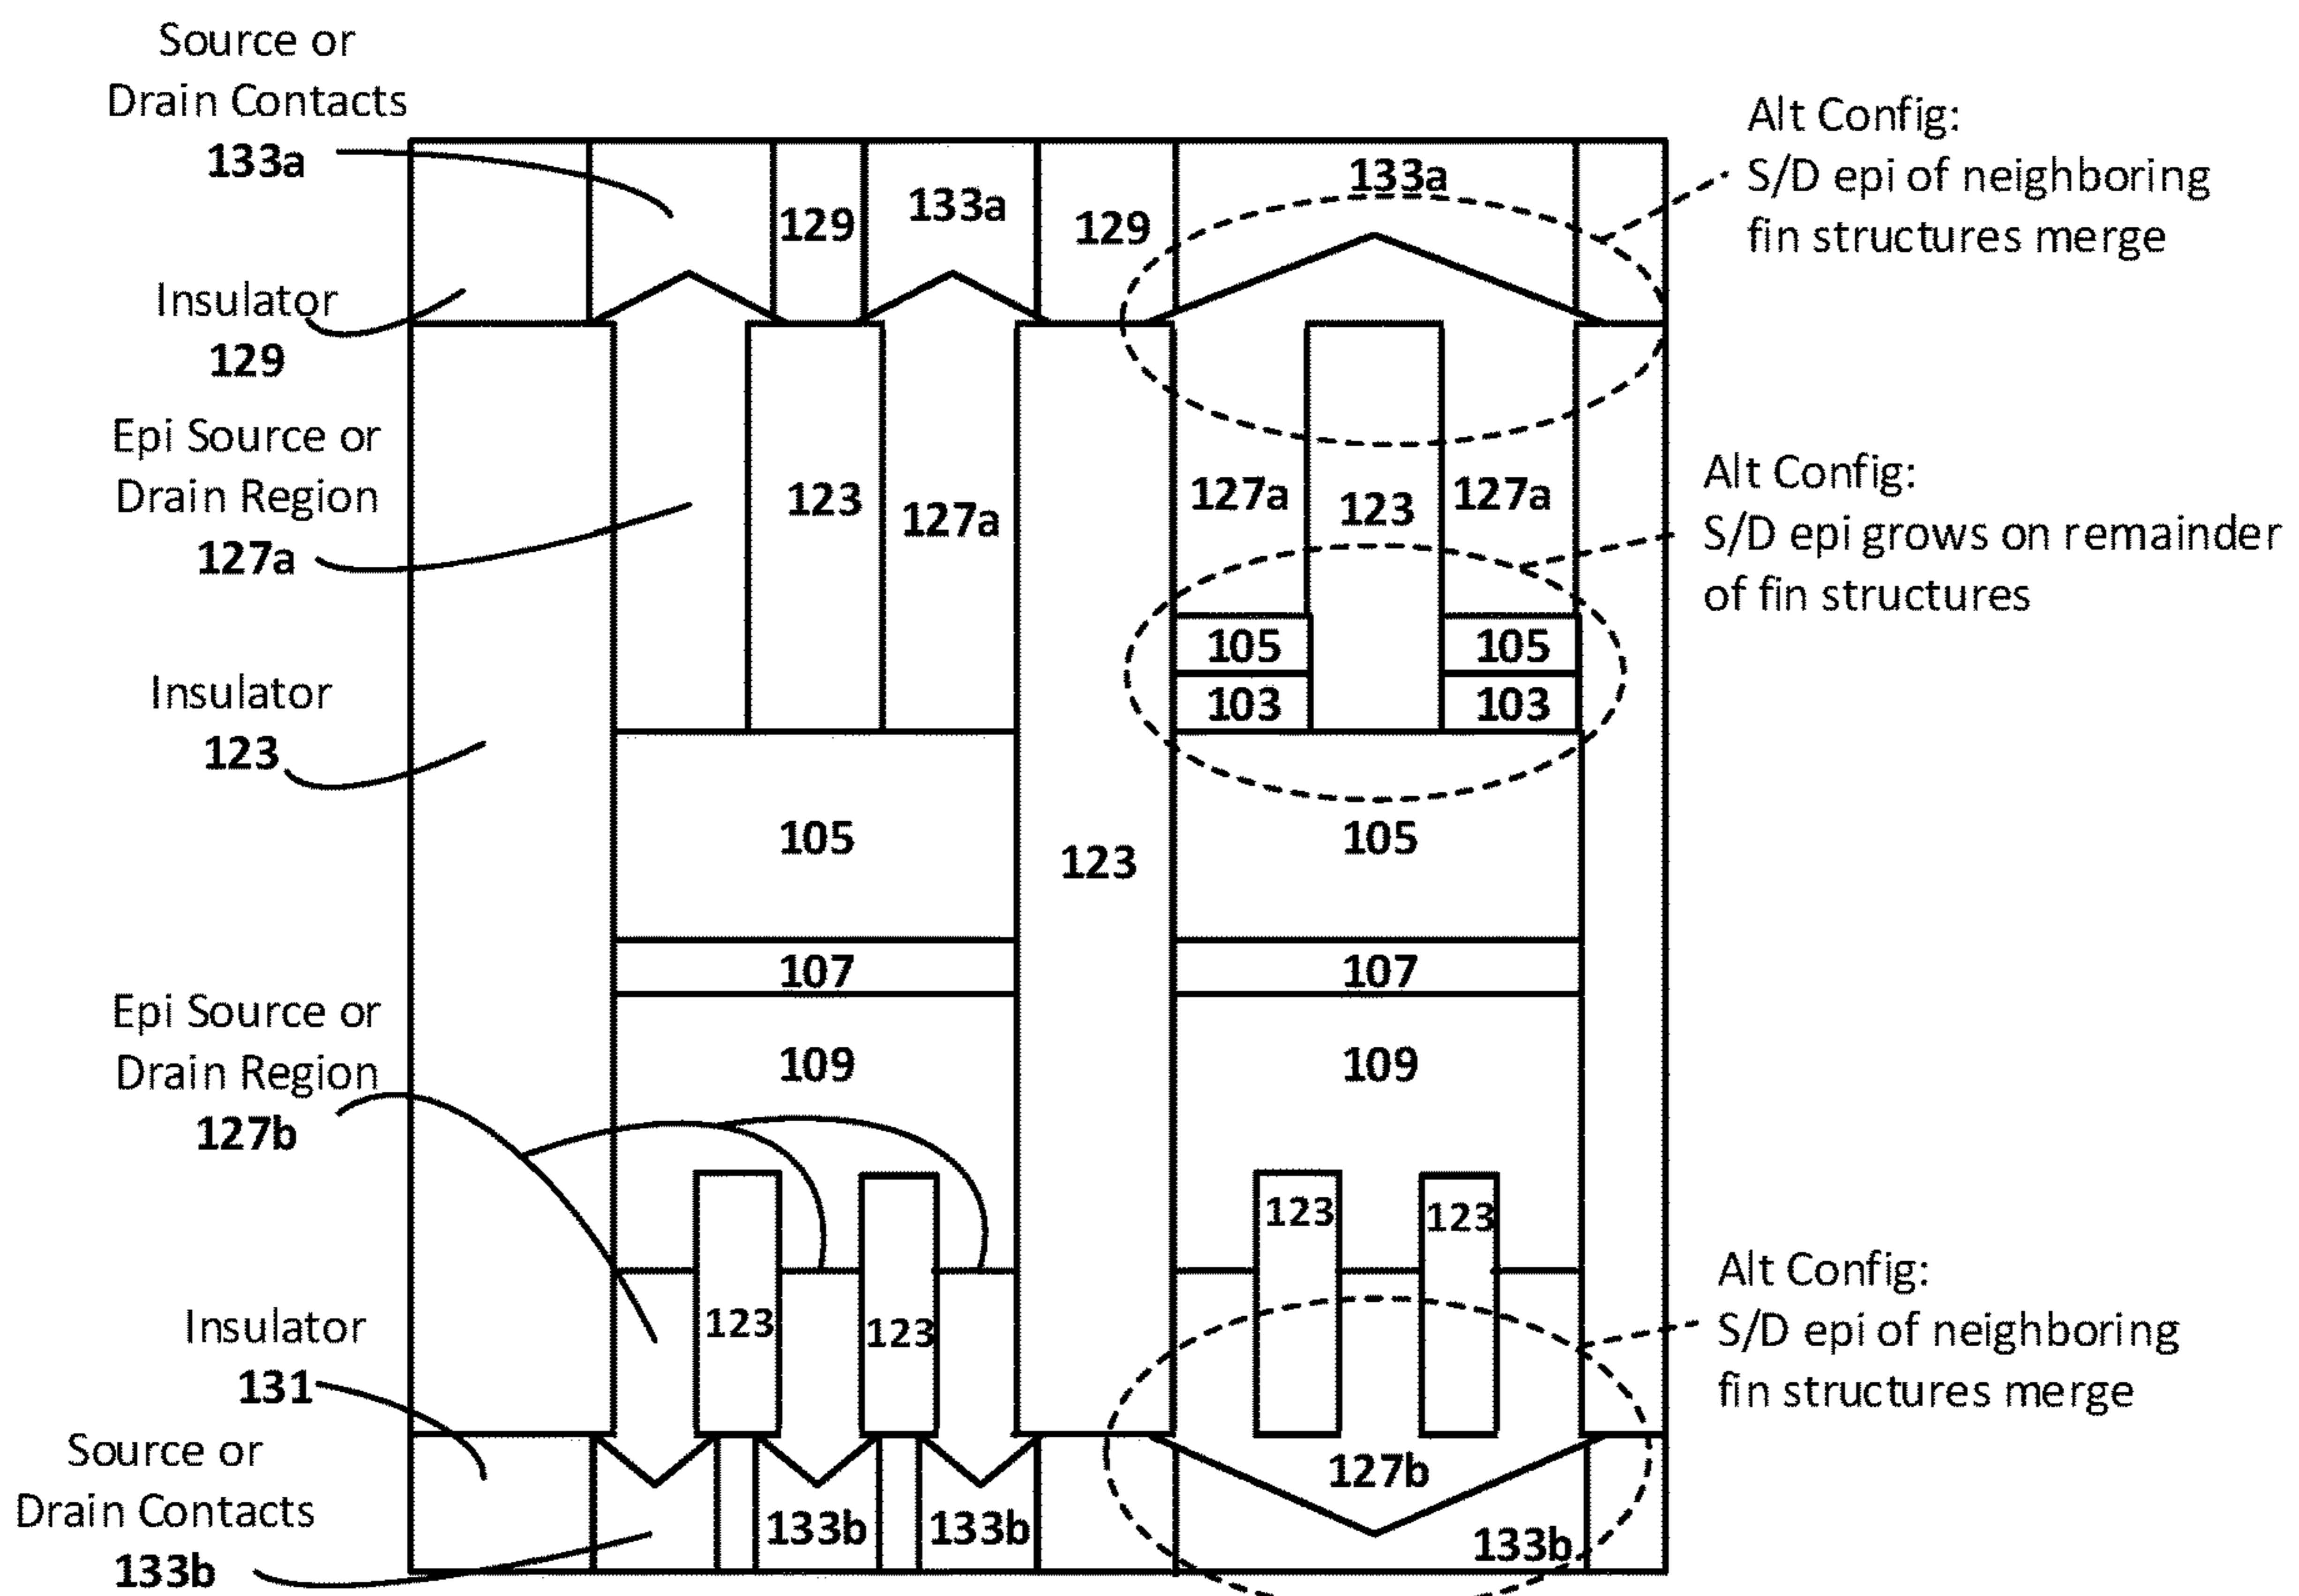 Source or
Drain Contacts
133a
Insulator
129
Epi Source or
Drain Region
127a
Insulator
123
Epi Source or
Drain Region
127b
Insulator
131
Source or
Drain Contacts
133b
129
133a
129
133a
123
127a
127a
123
127a
105
105
103
103
105
105
123
107
107
109
109
123
123
123
123
127b
133b
133b
133b
Alt Config:
S/D epi of neighboring
fin structures merge
Alt Config:
S/D epi grows on remainder
of fin structures
Alt Config:
S/D epi of neighboring
fin structures merge